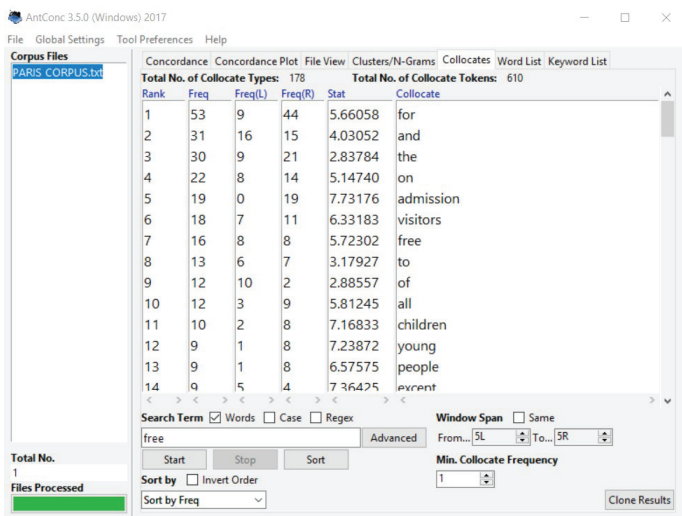 AntConc 3.5.0 (Windows) 2017
File Global Settings Tool Preferences Help
Corpus Files
PARIS CORPUS.txt
Concordance Concordance Plot File View Clusters/N-Grams Collocates Word List Keyword List
Total No. of Collocate Types: 178 Total No. of Collocate Tokens: 610
Rank Freq Freq(L) Freq(R) Stat Collocate
1 53 9 44 5.66058 for
2 31 16 15 4.03052 and
3 30 9 21 2.83784 the
4 22 8 14 5.14740 on
5 19 0 19 7.73176 admission
6 18 7 11 6.33183 visitors
7 16 8 8 5.72302 free
8 13 6 7 3.17927 to
9 12 10 2 2.88557 of
10 12 3 9 5.81245 all
11 10 2 8 7.16833 children
12 9 1 8 7.23872 young
13 9 1 8 6.57575 people
14 9 5 4 7.36425 except
Search Term Words Case Regex Window Span Same
free Advanced From... 5L To... 5R
Start Stop Sort Min. Collocate Frequency
Sort by Invert Order 1
Sort by Freq Clone Results
Total No.
1
Files Processed